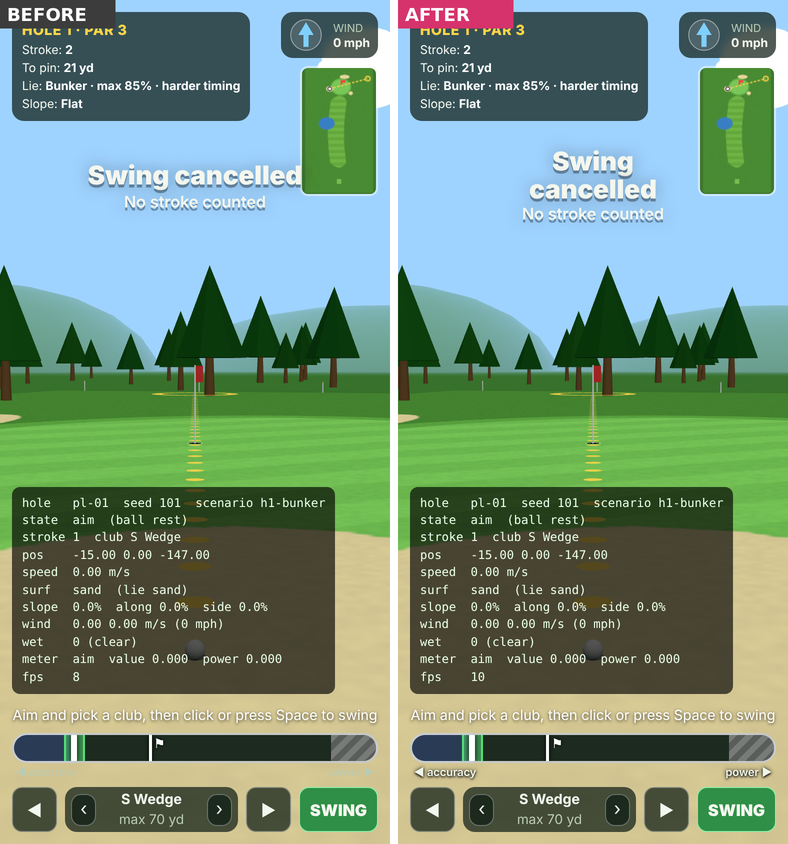 BEFORE
HOLE 1 · PAR 3
Stroke: 2
To pin: 21 yd
Lie: Bunker · max 85% · harder timing
Slope: Flat
WIND
0 mph
Swing cancelled
No stroke counted
hole pl-01 seed 101 scenario h1-bunker
state aim (ball rest)
stroke 1 club S Wedge
pos -15.00 0.00 -147.00
speed 0.00 m/s
surf sand (lie sand)
slope 0.0% along 0.0% side 0.0%
wind 0.00 0.00 m/s (0 mph)
wet 0 (clear)
meter aim value 0.000 power 0.000
fps 8
Aim and pick a club, then click or press Space to swing
◀ ‹ S Wedge › ▶ SWING
max 70 yd
AFTER
HOLE 1 · PAR 3
Stroke: 2
To pin: 21 yd
Lie: Bunker · max 85% · harder timing
Slope: Flat
WIND
0 mph
Swing
cancelled
No stroke counted
hole pl-01 seed 101 scenario h1-bunker
state aim (ball rest)
stroke 1 club S Wedge
pos -15.00 0.00 -147.00
speed 0.00 m/s
surf sand (lie sand)
slope 0.0% along 0.0% side 0.0%
wind 0.00 0.00 m/s (0 mph)
wet 0 (clear)
meter aim value 0.000 power 0.000
fps 10
Aim and pick a club, then click or press Space to swing
◀ accuracy power ▶
◀ ‹ S Wedge › ▶ SWING
max 70 yd